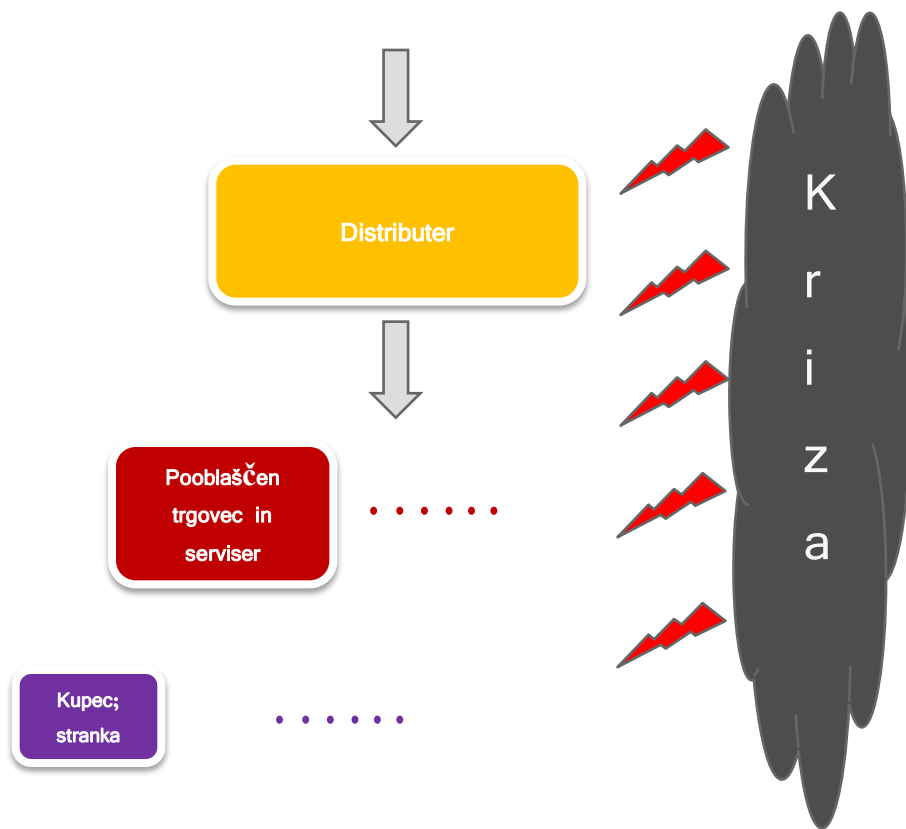 Distributer
Pooblaščen
trgovec in
serviser
Kupec;
stranka
K
r
i
z
a